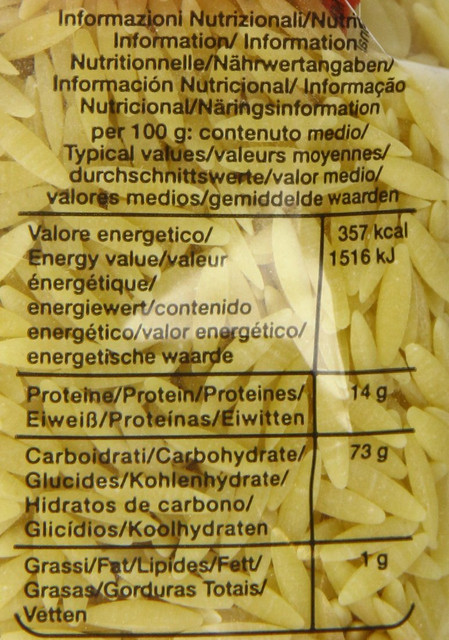 Informazioni Nutrizionali/Nutri
Information/ Information
Nutritionnelle/Nährwertangaben/
Información Nutricional/ Informação
Nutricional/Näringsinformation
per 100 g: contenuto medio/
Typical values/valeurs moyennes/
durchschnittswerte/valor medio/
valores medios/gemiddelde waarden
Valore energetico/ 357 kcal
Energy value/valeur 1516 kJ
énergétique/
energiewert/contenido
energético/valor energético/
energetische waarde
Proteine/Protein/Proteines/ 14 g
Eiweiß/Proteínas/Eiwitten
Carboidrati/Carbohydrate/ 73 g
Glucides/Kohlenhydrate/
Hidratos de carbono/
Glicídios/Koolhydraten
Grassi/Fat/Lipides/Fett/ 1 g
Grasas/Gorduras Totais/
Vetten